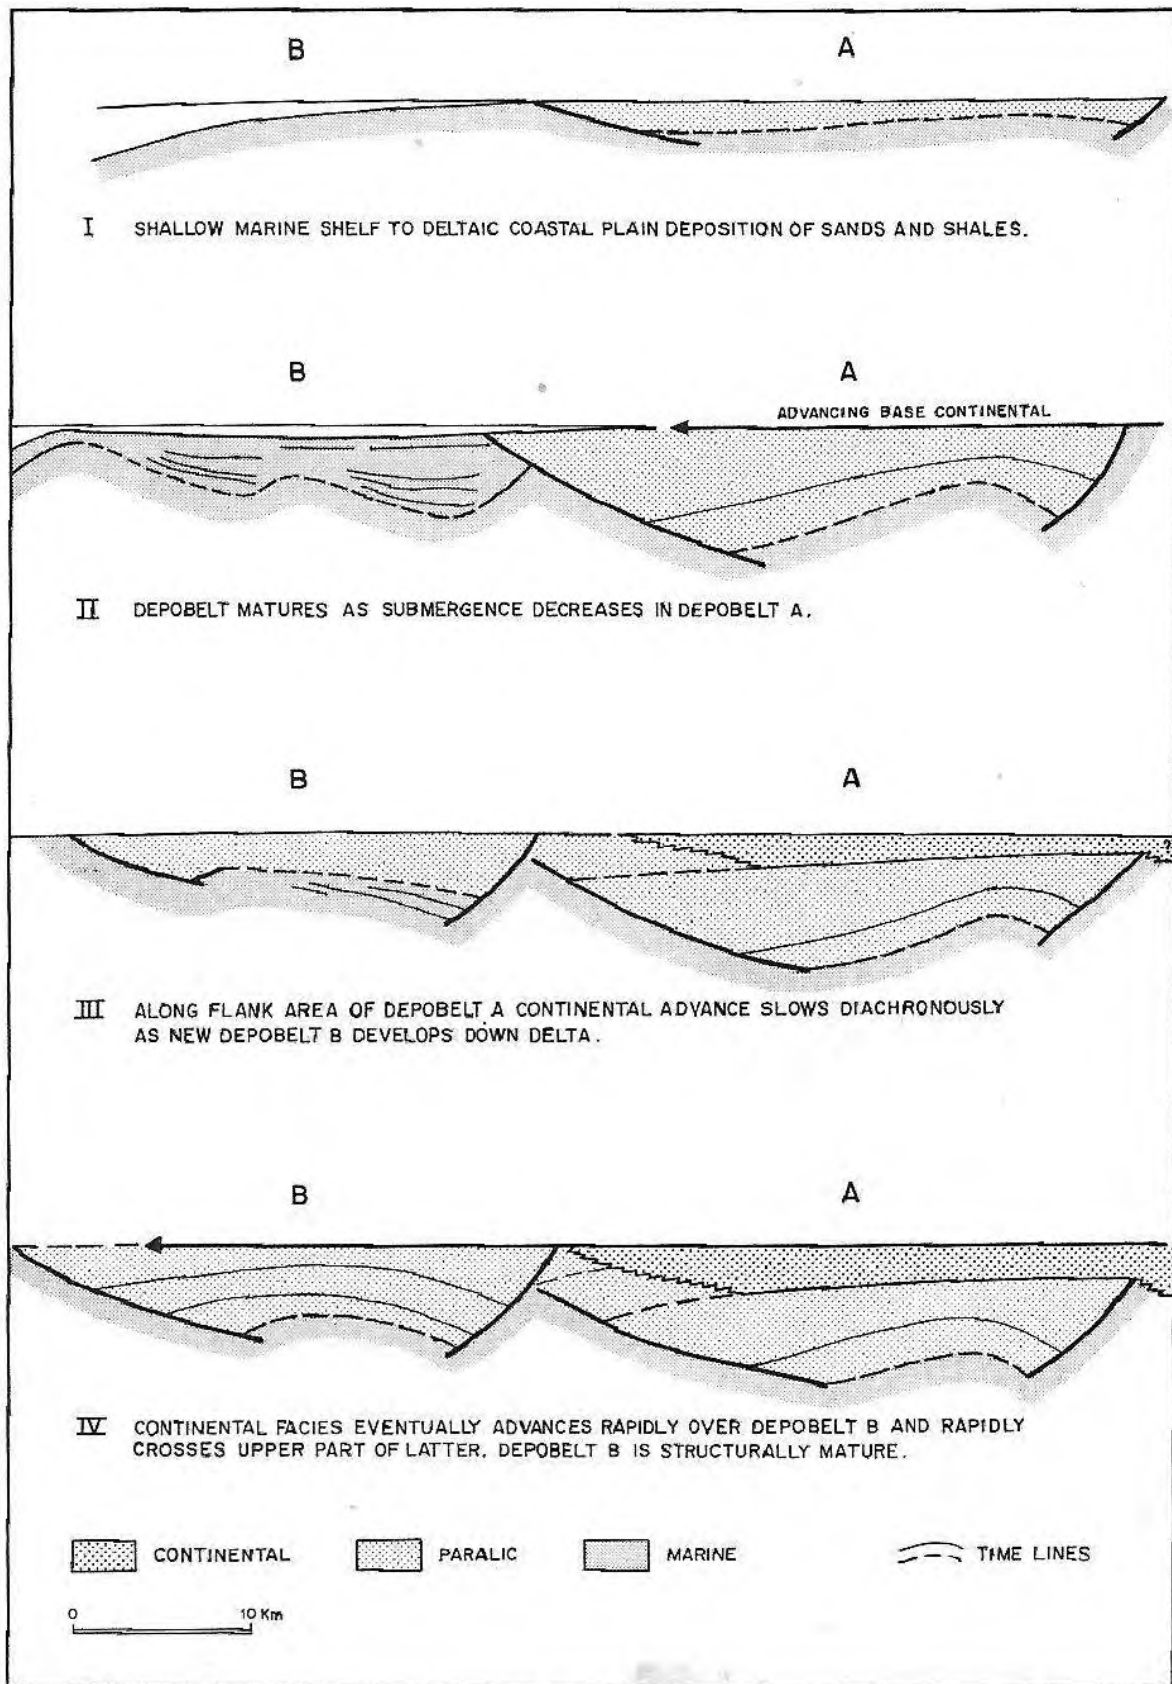 B A
I SHALLOW MARINE SHELF TO DELTAIC COASTAL PLAIN DEPOSITION OF SANDS AND SHALES.
B A
ADVANCING BASE CONTINENTAL
II DEPOBELT MATURES AS SUBMERGENCE DECREASES IN DEPOBELT A.
B A
?
III ALONG FLANK AREA OF DEPOBELT A CONTINENTAL ADVANCE SLOWS DIACHRONOUSLY
AS NEW DEPOBELT B DEVELOPS DOWN DELTA.
B A
IV CONTINENTAL FACIES EVENTUALLY ADVANCES RAPIDLY OVER DEPOBELT B AND RAPIDLY
CROSSES UPPER PART OF LATTER. DEPOBELT B IS STRUCTURALLY MATURE.
CONTINENTAL PARALIC MARINE TIME LINES
0 10 Km